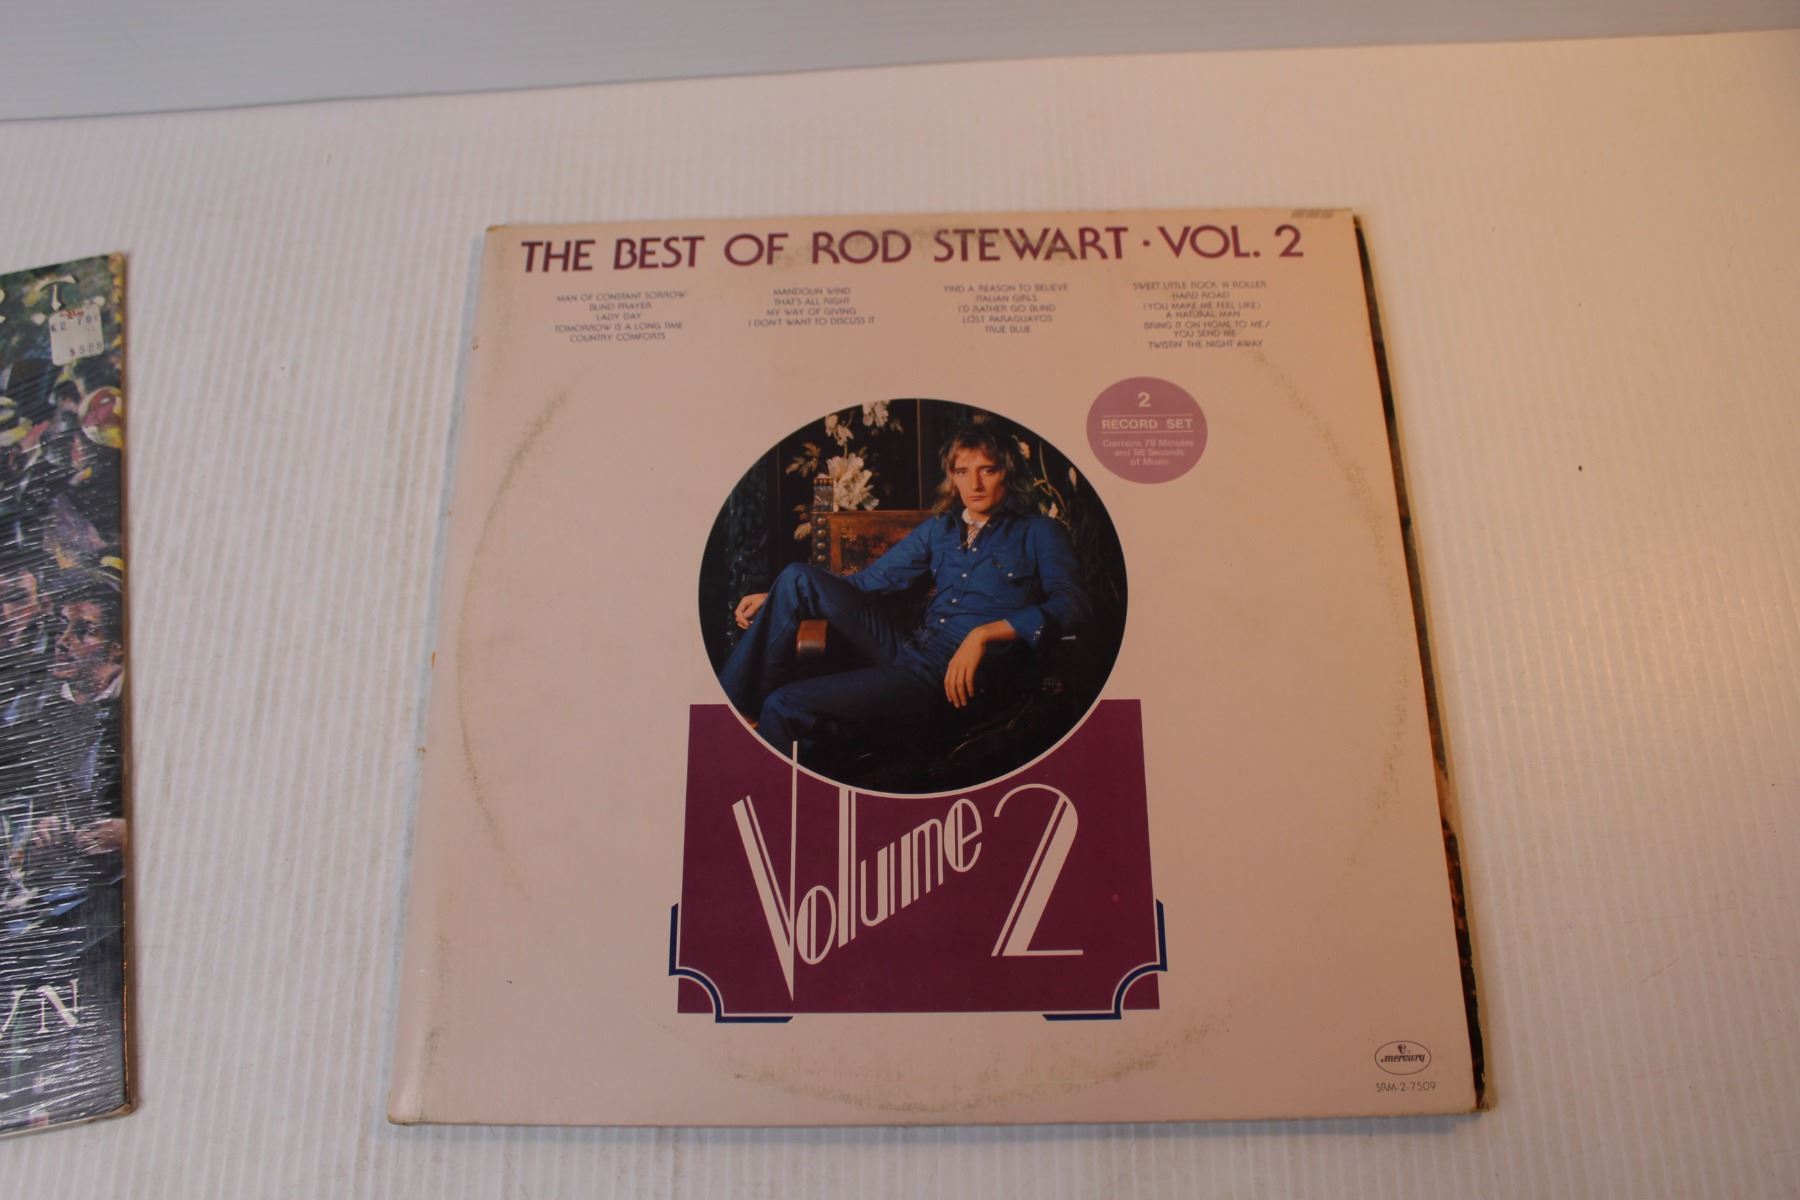 THE BEST OF ROD STEWART · VOL. 2
MAN OF CONSTANT SORROW
BLIND PRAYER
LADY DAY
TOMORROW IS A LONG TIME
COUNTRY COMFORTS
MANDOLIN WIND
THAT'S ALL RIGHT
MY WAY OF GIVING
I DON'T WANT TO DISCUSS IT
FIND A REASON TO BELIEVE
ITALIAN GIRLS
I'D RATHER GO BLIND
LOST PARAGUAYOS
TRUE BLUE
SWEET LITTLE ROCK 'N ROLLER
HARD ROAD
(YOU MAKE ME FEEL LIKE)
A NATURAL MAN
BRING IT ON HOME TO ME /
YOU SEND ME
TWISTIN' THE NIGHT AWAY
2
RECORD SET
Contains 79 Minutes
and 56 Seconds
of Music
Volume 2
mercury
SRM-2-7509
T
N